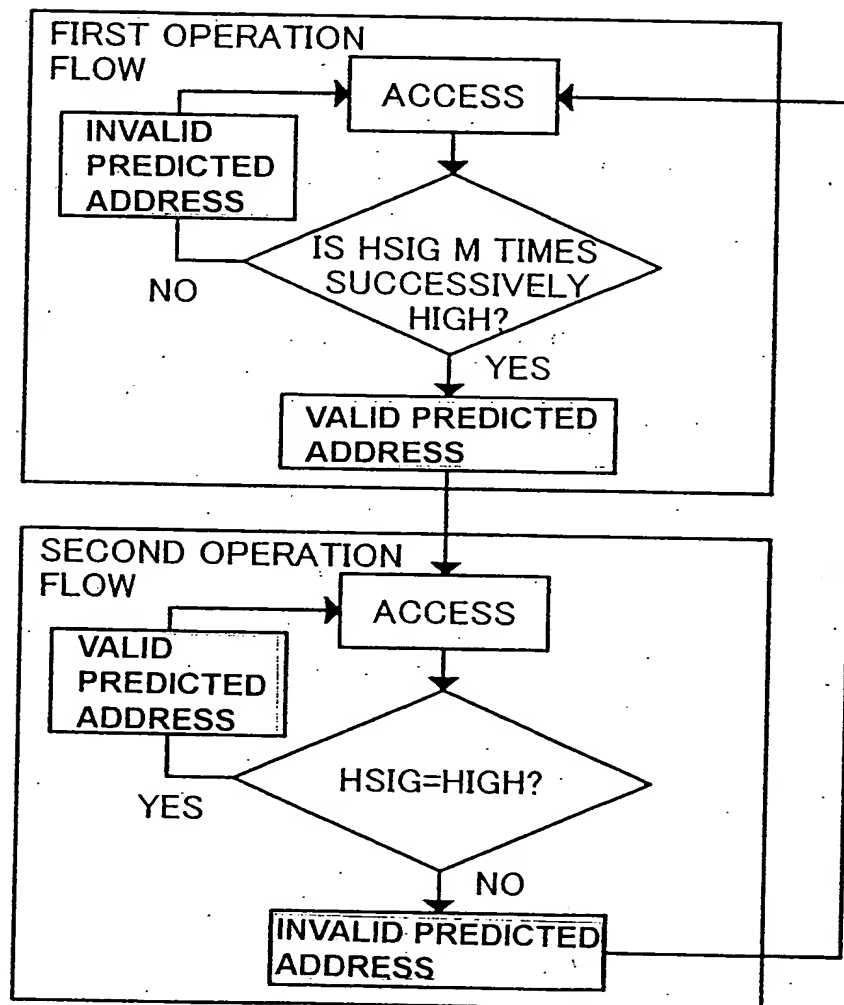 FIRST OPERATION
FLOW
ACCESS
INVALID
PREDICTED
ADDRESS
IS HSIG M TIMES
SUCCESSIVELY
HIGH?
NO
YES
VALID PREDICTED
ADDRESS
SECOND OPERATION
FLOW
ACCESS
VALID
PREDICTED
ADDRESS
HSIG=HIGH?
YES
NO
INVALID PREDICTED
ADDRESS